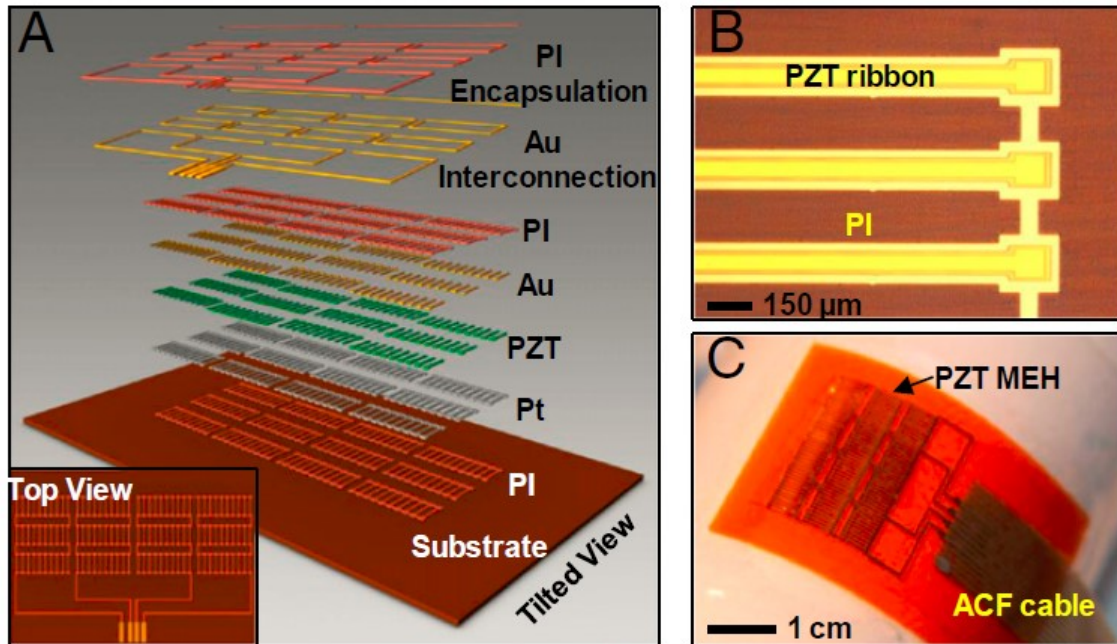 A
PI
Encapsulation
Au
Interconnection
PI
Au
PZT
Pt
PI
Substrate
Tilted View
Top View
B
PZT ribbon
PI
150 µm
C
PZT MEH
ACF cable
1 cm